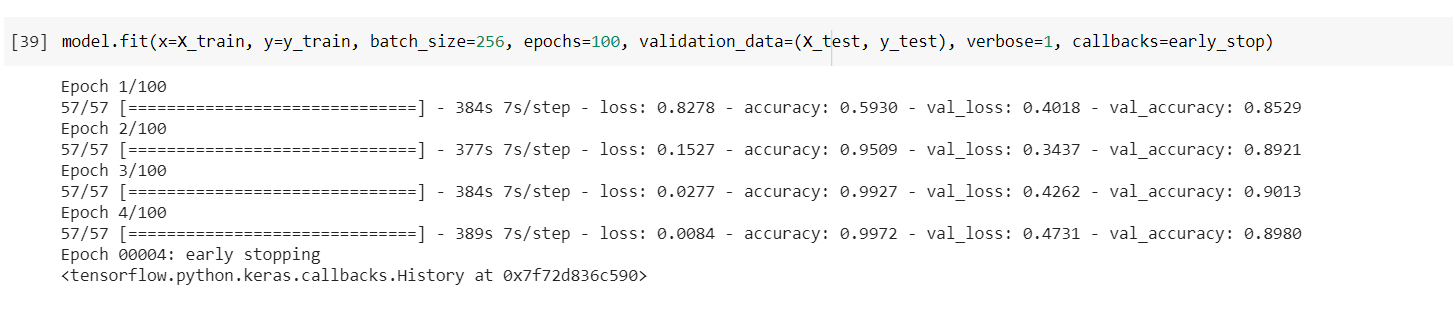 [39] model.fit(x=X_train, y=y_train, batch_size=256, epochs=100, validation_data=(X_test, y_test), verbose=1, callbacks=early_stop)
Epoch 1/100
57/57 [==============================] - 384s 7s/step - loss: 0.8278 - accuracy: 0.5930 - val_loss: 0.4018 - val_accuracy: 0.8529
Epoch 2/100
57/57 [==============================] - 377s 7s/step - loss: 0.1527 - accuracy: 0.9509 - val_loss: 0.3437 - val_accuracy: 0.8921
Epoch 3/100
57/57 [==============================] - 384s 7s/step - loss: 0.0277 - accuracy: 0.9927 - val_loss: 0.4262 - val_accuracy: 0.9013
Epoch 4/100
57/57 [==============================] - 389s 7s/step - loss: 0.0084 - accuracy: 0.9972 - val_loss: 0.4731 - val_accuracy: 0.8980
Epoch 00004: early stopping
<tensorflow.python.keras.callbacks.History at 0x7f72d836c590>